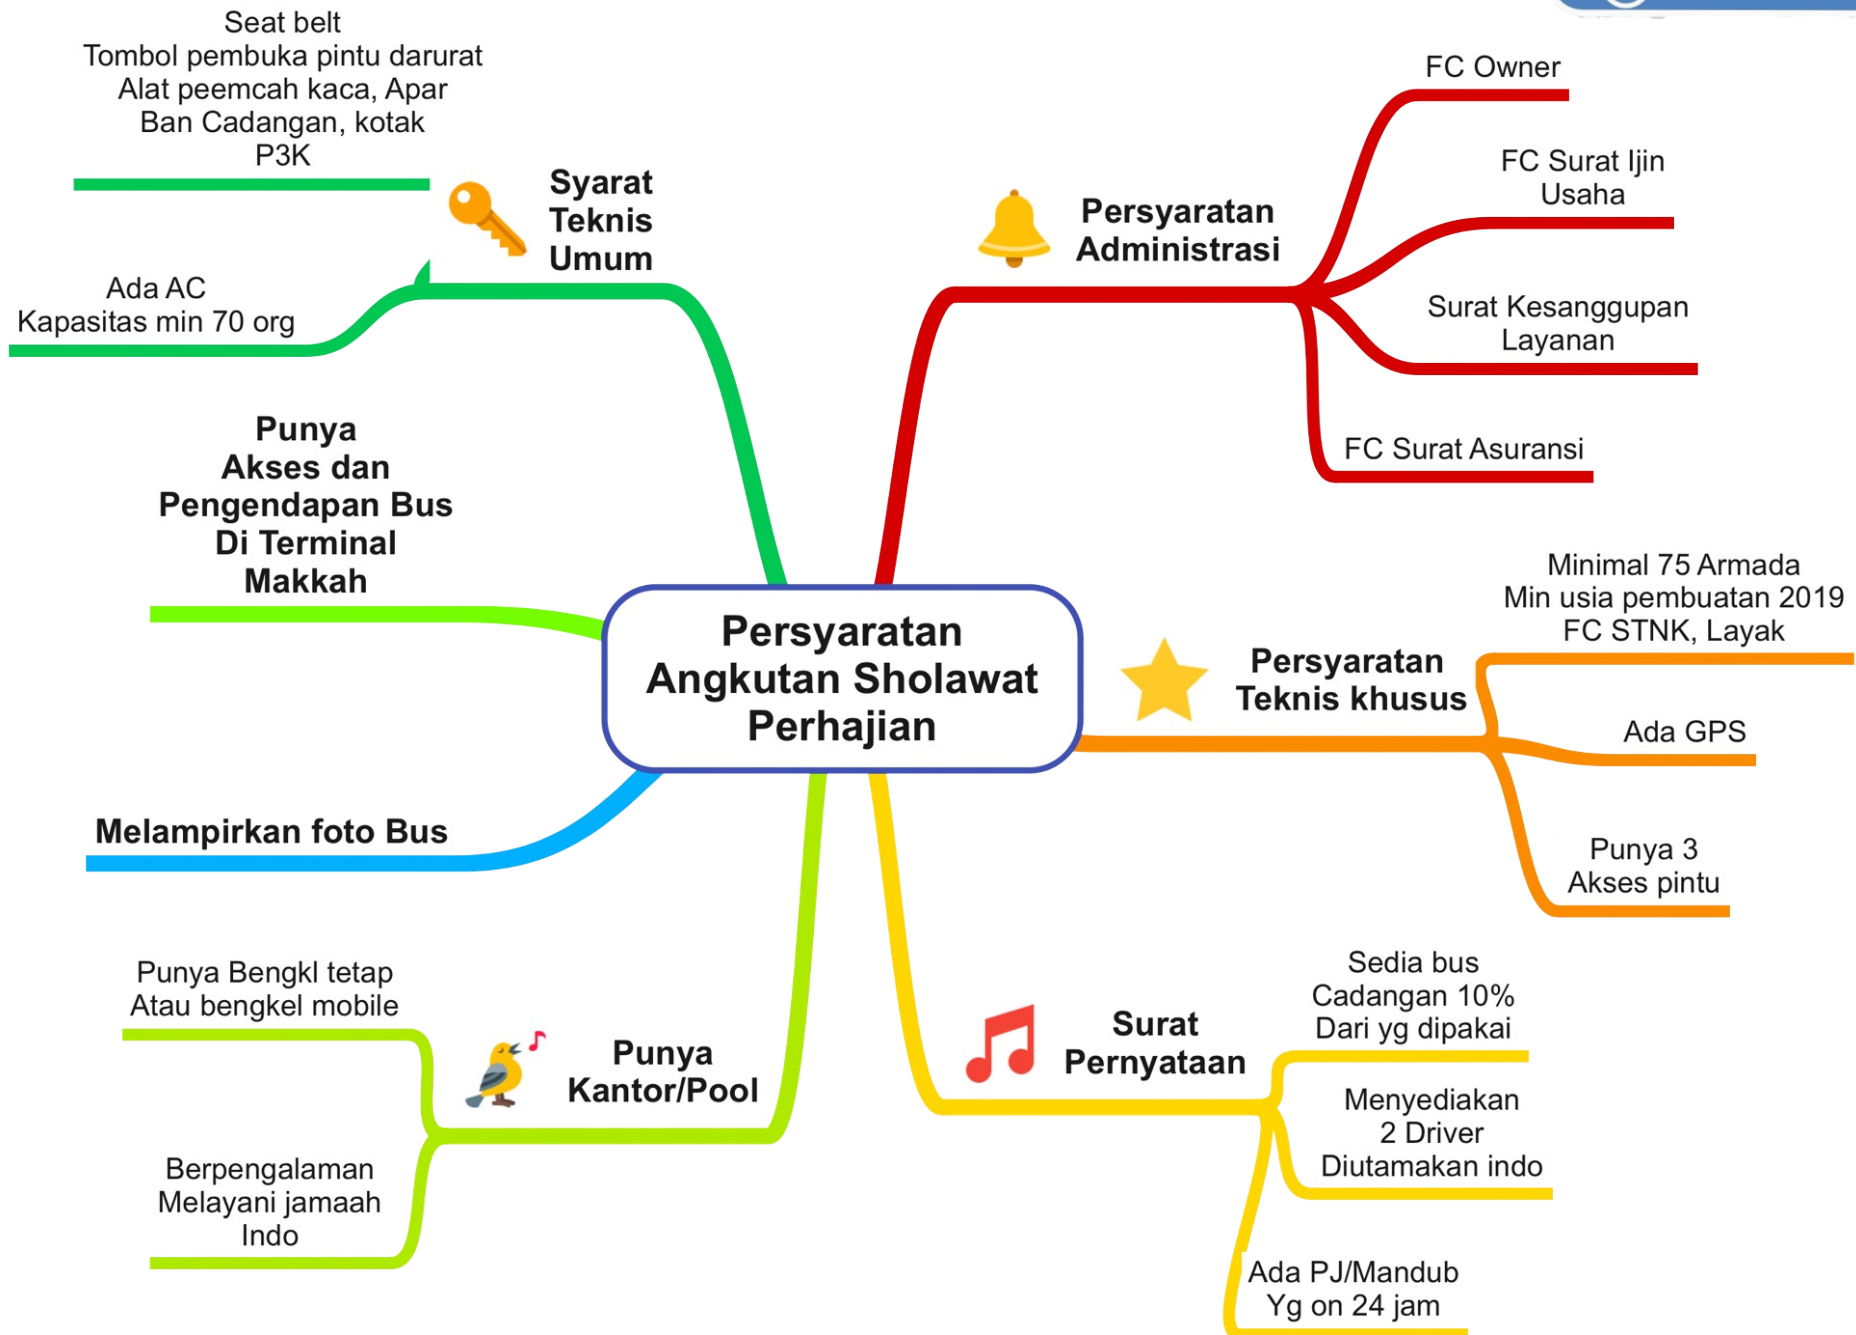 Persyaratan
Angkutan Sholawat
Perhajian
Persyaratan
Administrasi
FC Owner
FC Surat Ijin
Usaha
Surat Kesanggupan
Layanan
FC Surat Asuransi
Persyaratan
Teknis khusus
Minimal 75 Armada
Min usia pembuatan 2019
FC STNK, Layak
Ada GPS
Punya 3
Akses pintu
Surat
Pernyataan
Sedia bus
Cadangan 10%
Dari yg dipakai
Menyediakan
2 Driver
Diutamakan indo
Ada PJ/Mandub
Yg on 24 jam
Punya
Kantor/Pool
Punya Bengkl tetap
Atau bengkel mobile
Berpengalaman
Melayani jamaah
Indo
Melampirkan foto Bus
Punya
Akses dan
Pengendapan Bus
Di Terminal
Makkah
Syarat
Teknis
Umum
Seat belt
Tombol pembuka pintu darurat
Alat peemcah kaca, Apar
Ban Cadangan, kotak
P3K
Ada AC
Kapasitas min 70 org